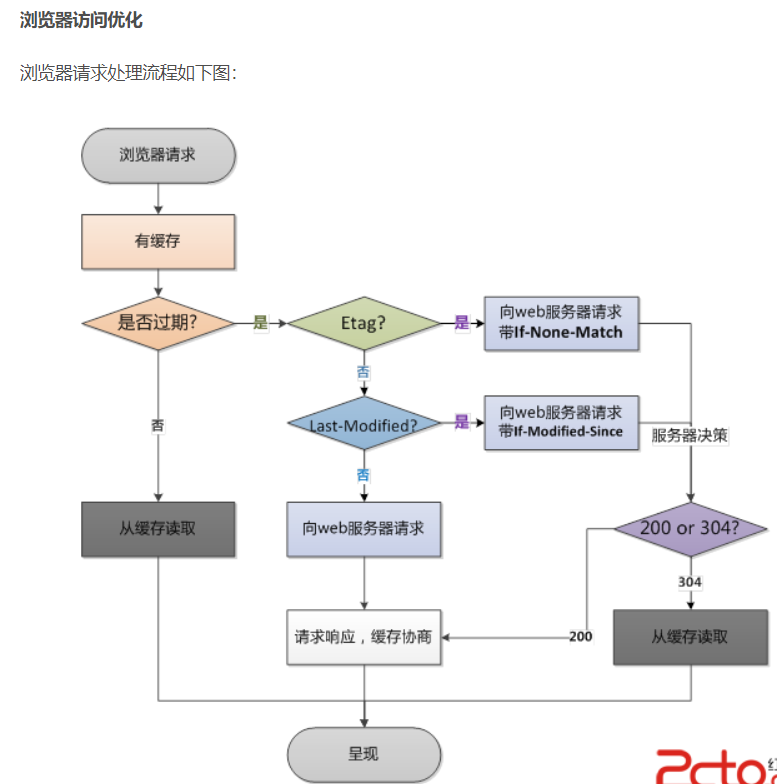 浏览器访问优化
浏览器请求处理流程如下图：
浏览器请求
有缓存
是否过期?
是
Etag?
是
向web服务器请求
带If-None-Match
否
否
Last-Modified?
是
向web服务器请求
带If-Modified-Since
服务器决策
否
从缓存读取
向web服务器请求
200 or 304?
304
请求响应，缓存协商
200
从缓存读取
呈现
2cto